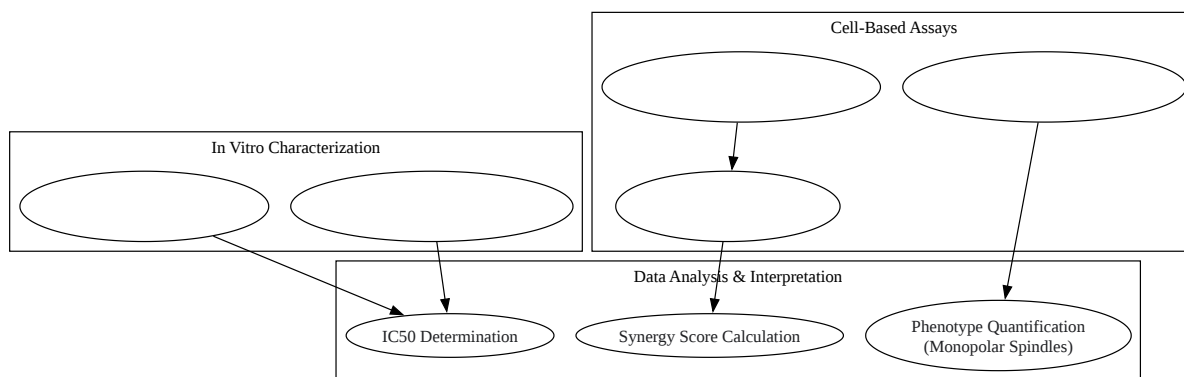 Cell-Based Assays
In Vitro Characterization
Data Analysis & Interpretation
IC50 Determination
Synergy Score Calculation
Phenotype Quantification
(Monopolar Spindles)